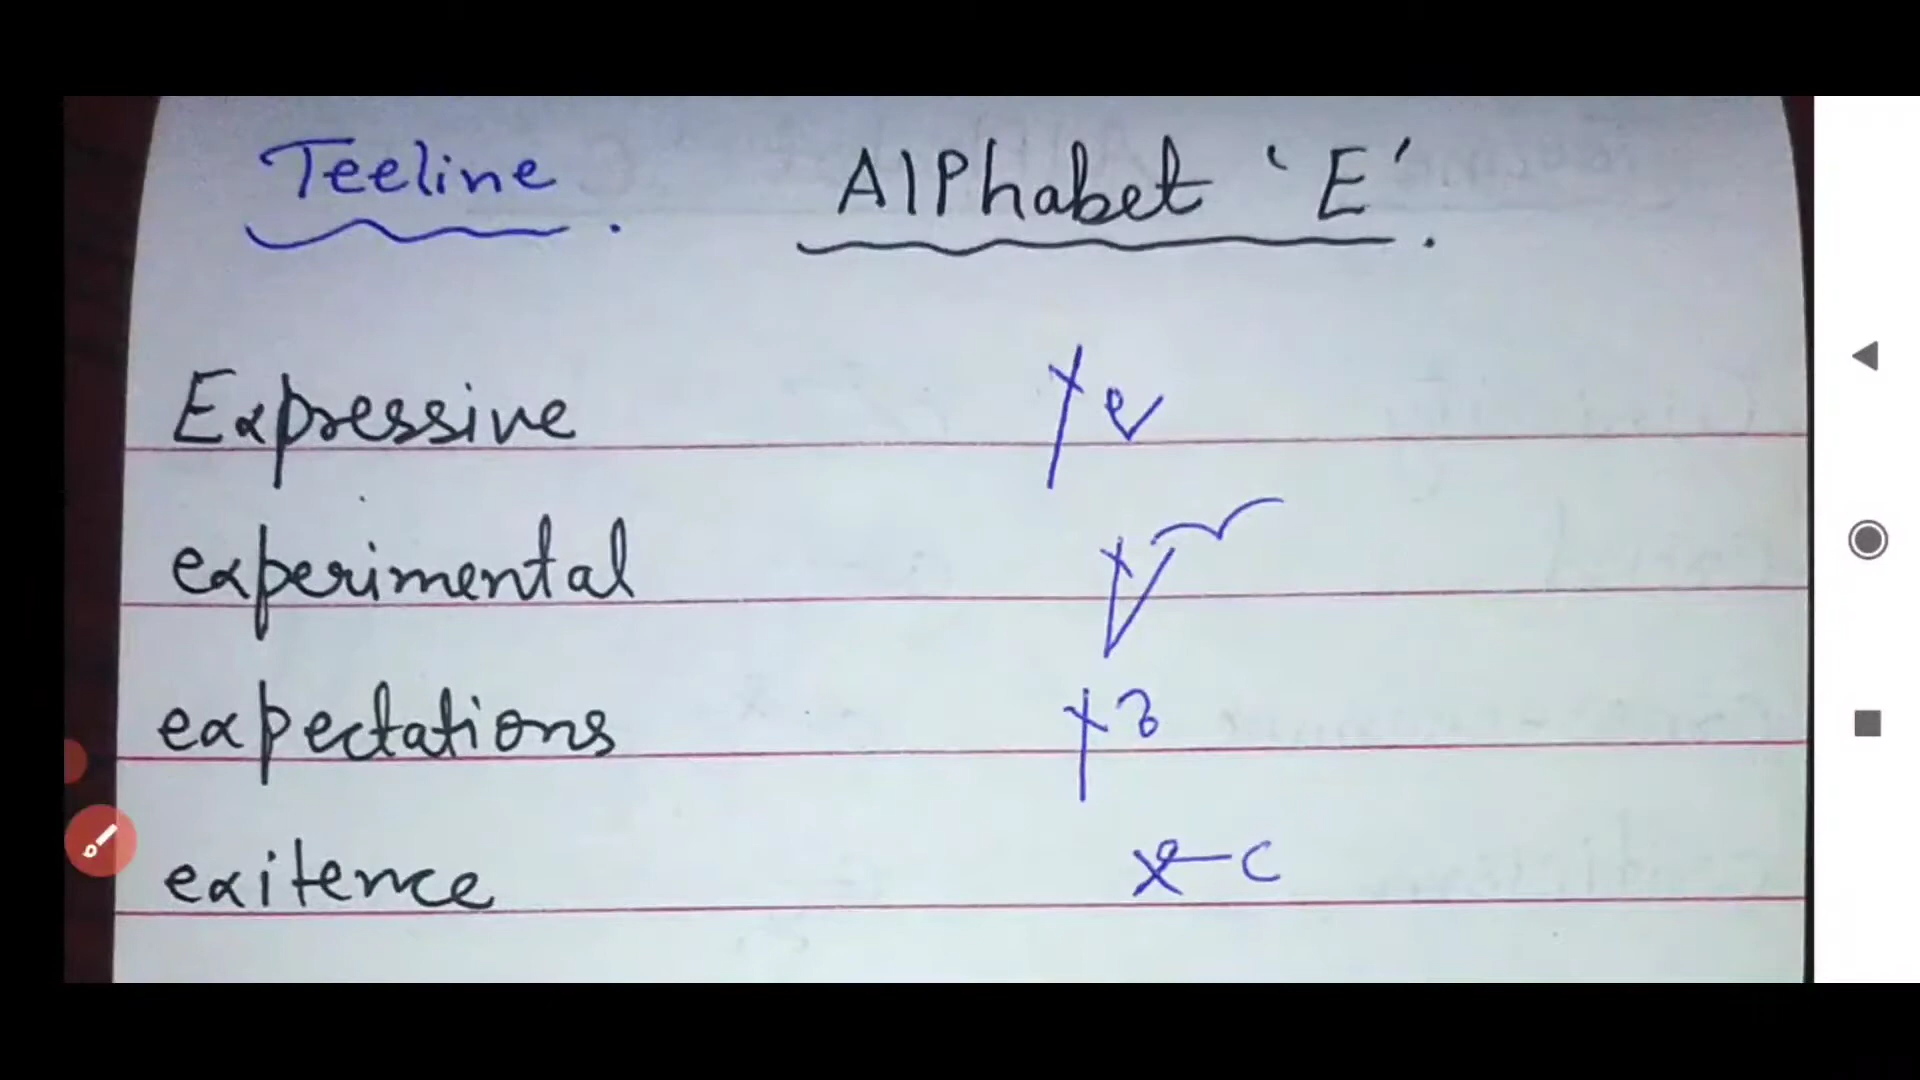 Teeline. Alphabet 'E'.
Expressive
experimental
expectations
exitence